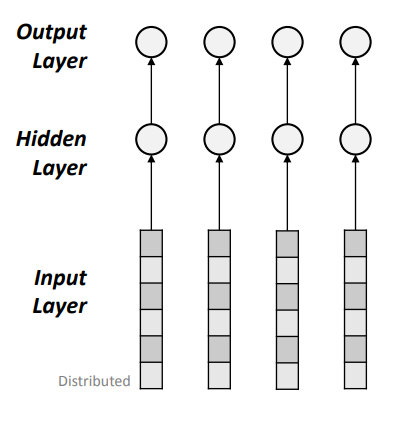 Output
Layer
Hidden
Layer
Input
Layer
Distributed